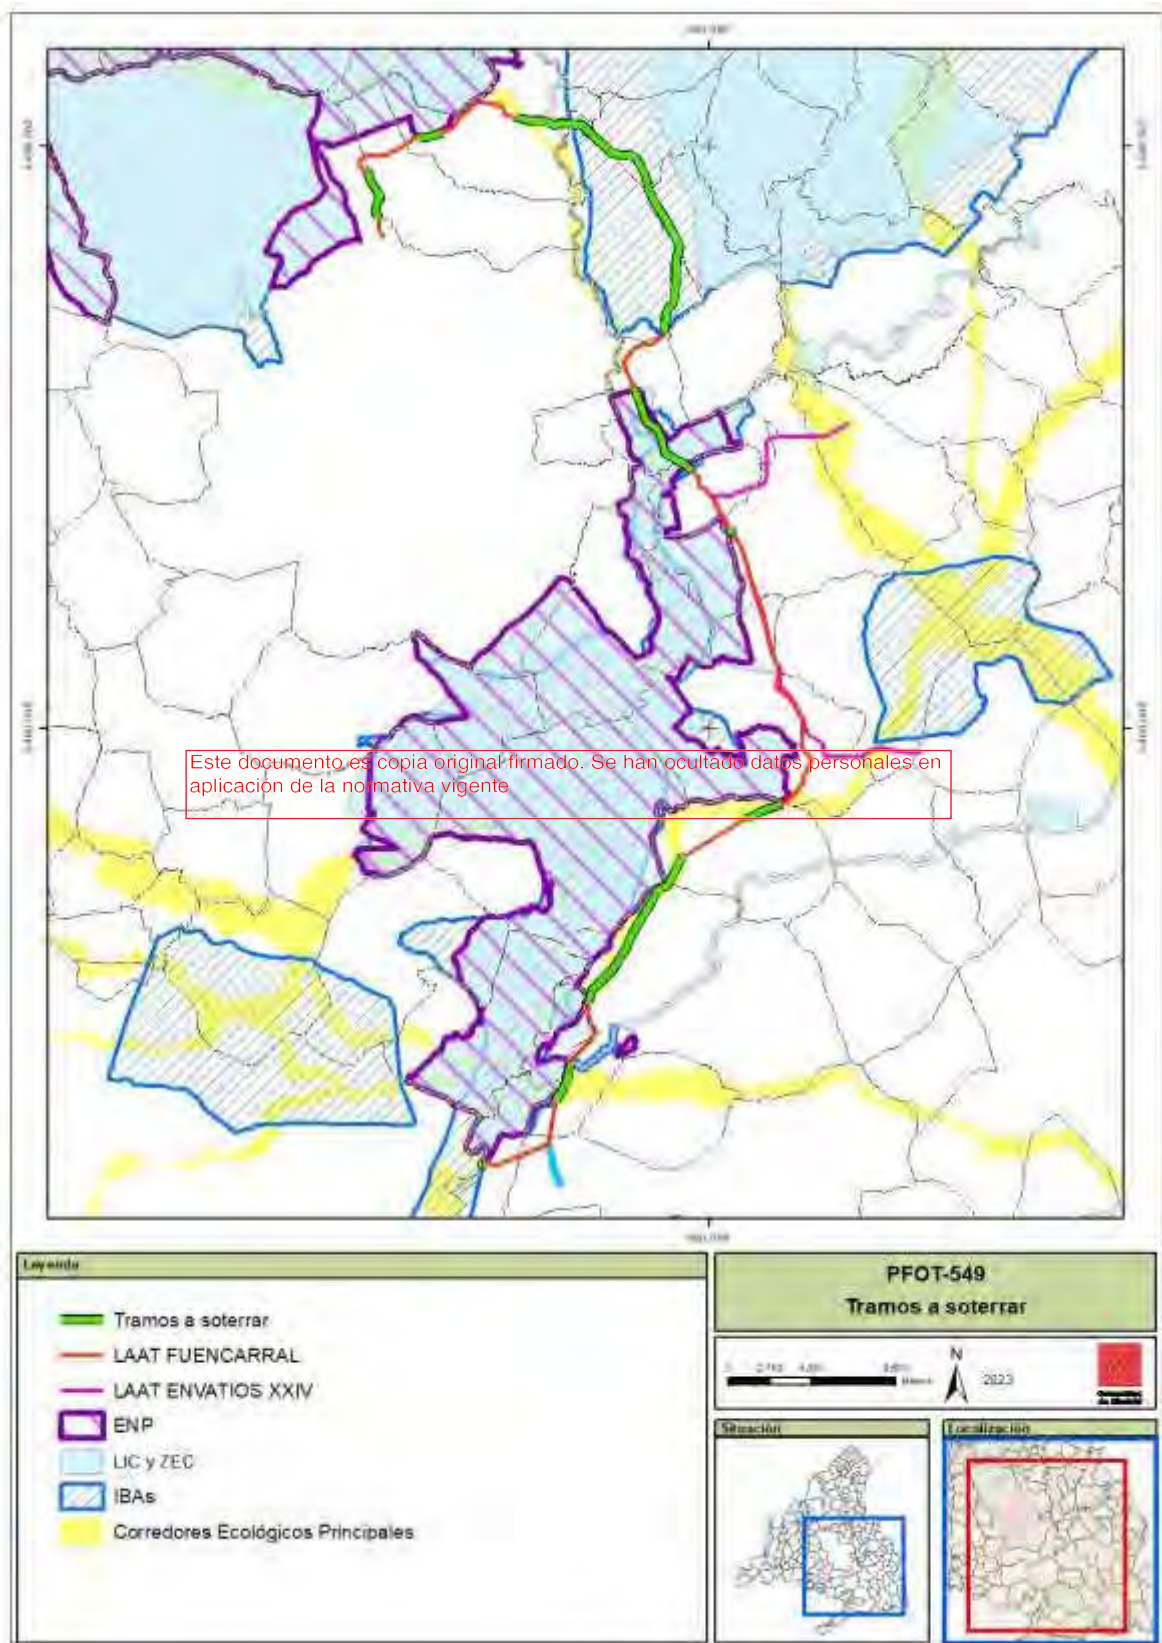 Este documento es copia original firmado. Se han ocultado datos personales en
aplicación de la normativa vigente
Leyenda
Tramos a soterrar
LAAT FUENCARRAL
LAAT ENVATIOS XXIV
ENP
LIC y ZEC
IBAs
Corredores Ecológicos Principales
PFOT-549
Tramos a soterrar
0
N
2023
Situación
Localización